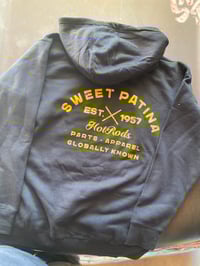 SWEET PATINA
EST. 1957
HotRods
PARTS - APPAREL
GLOBALLY KNOWN